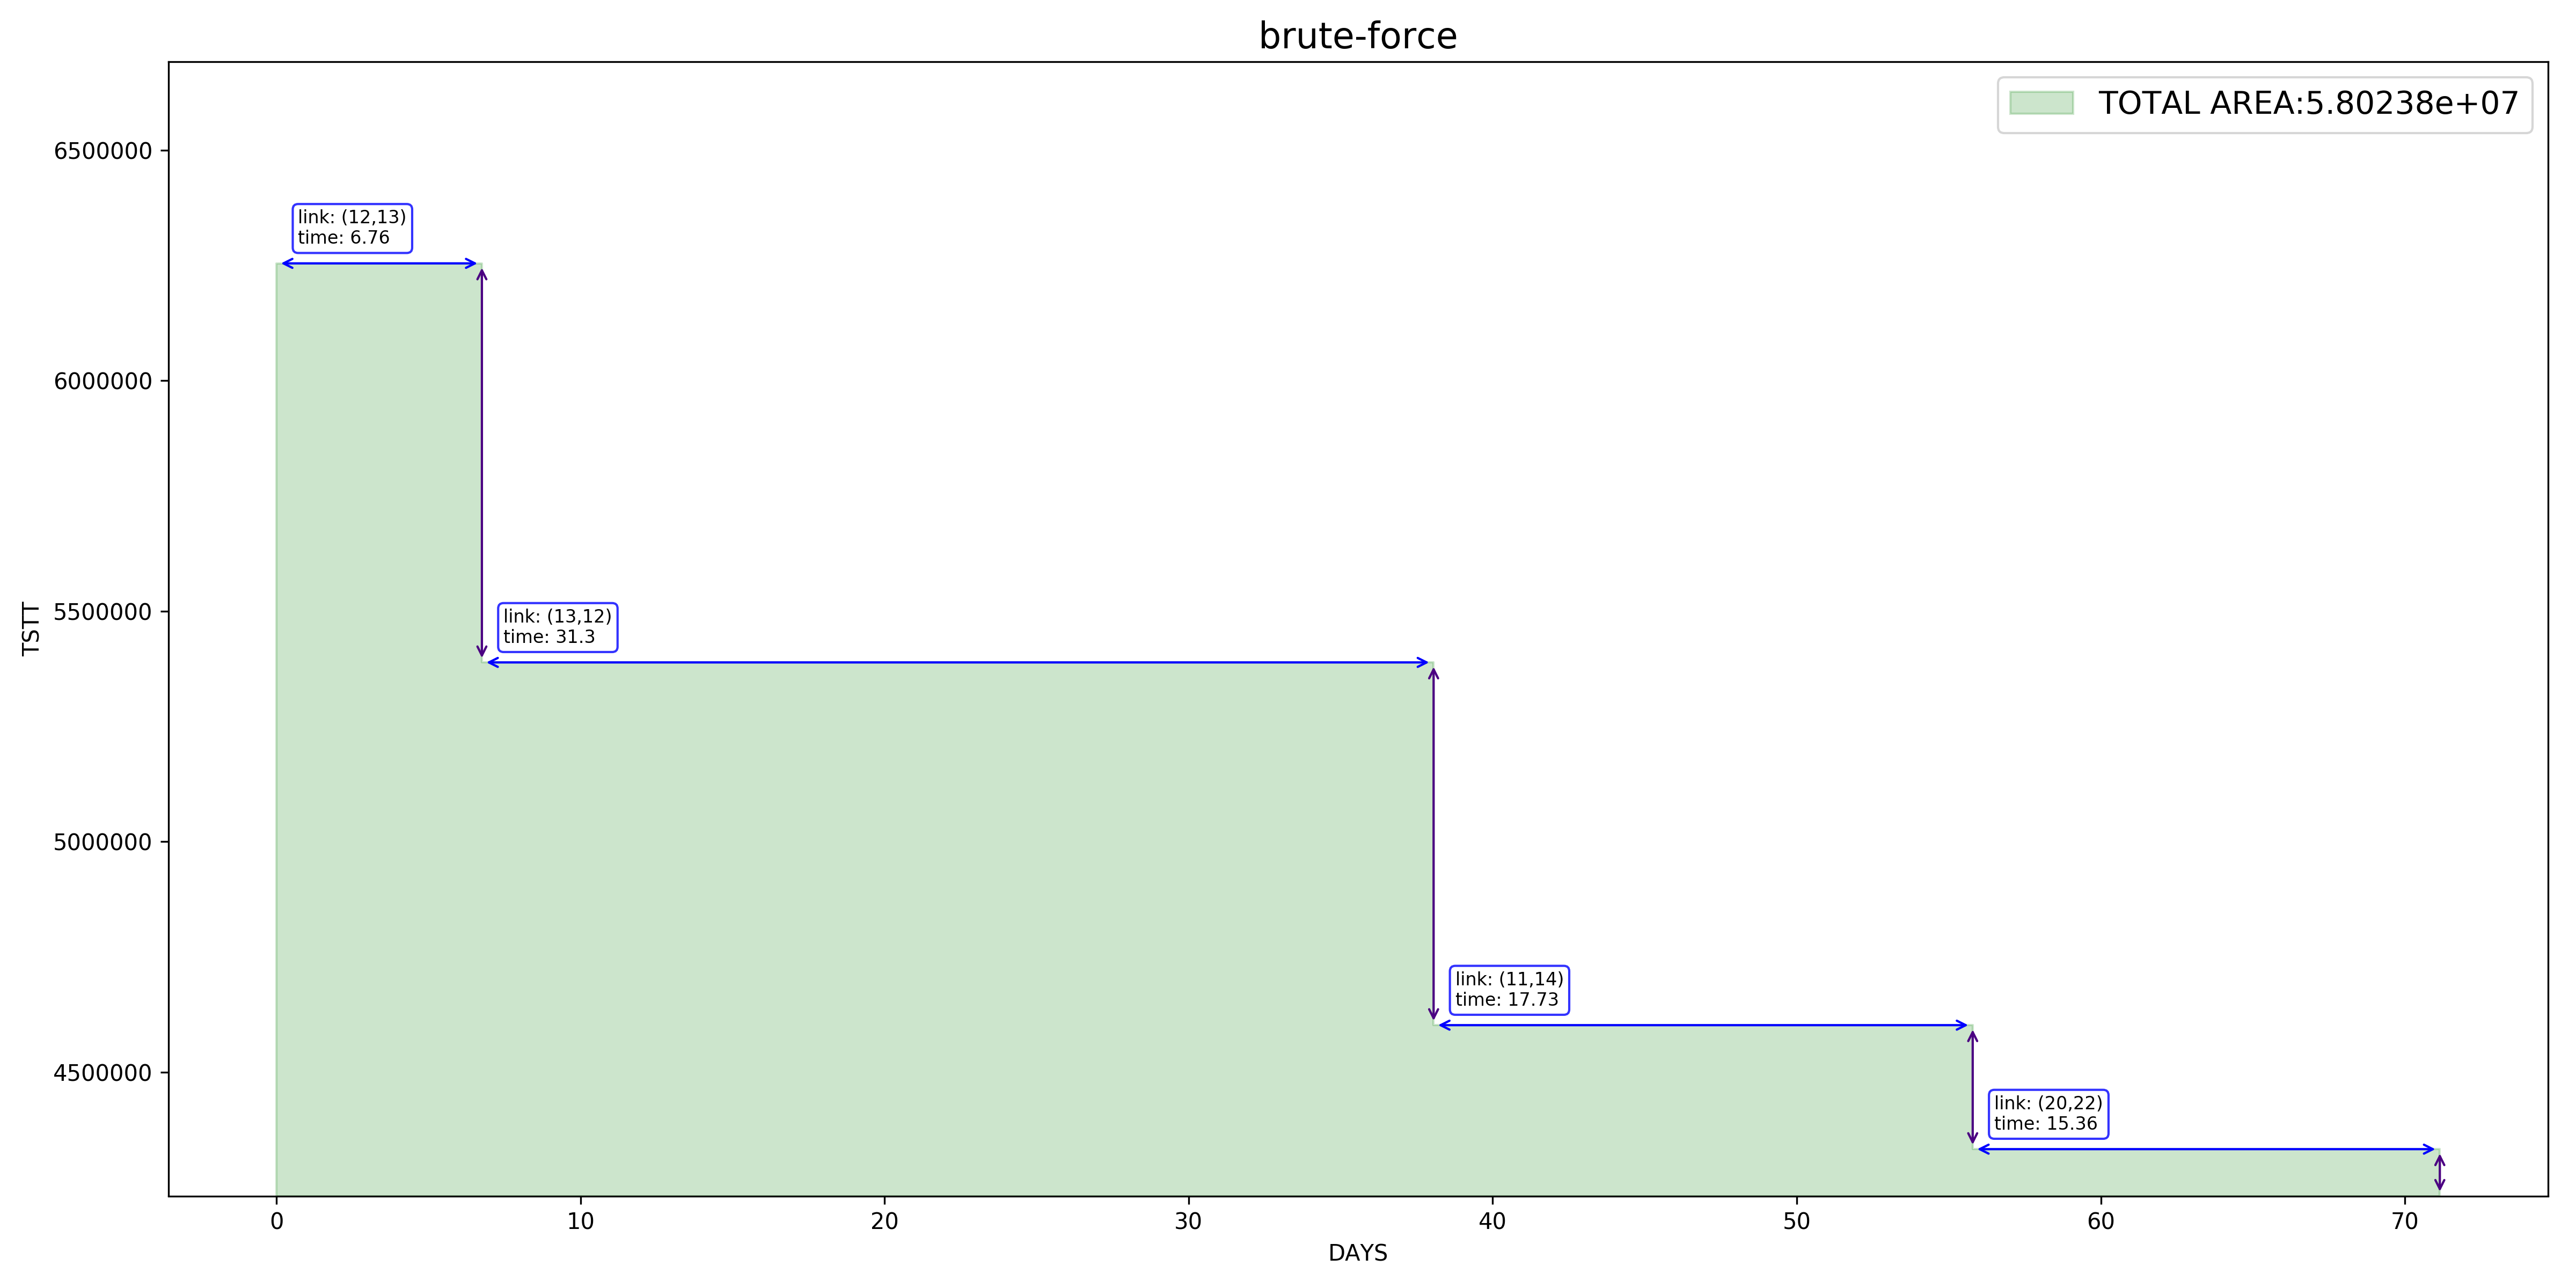 brute-force
TOTAL AREA:5.80238e+07
6500000
6000000
5500000
5000000
4500000
TSTT
link: (12,13)
time: 6.76
link: (13,12)
time: 31.3
link: (11,14)
time: 17.73
link: (20,22)
time: 15.36
0
10
20
30
40
50
60
70
DAYS